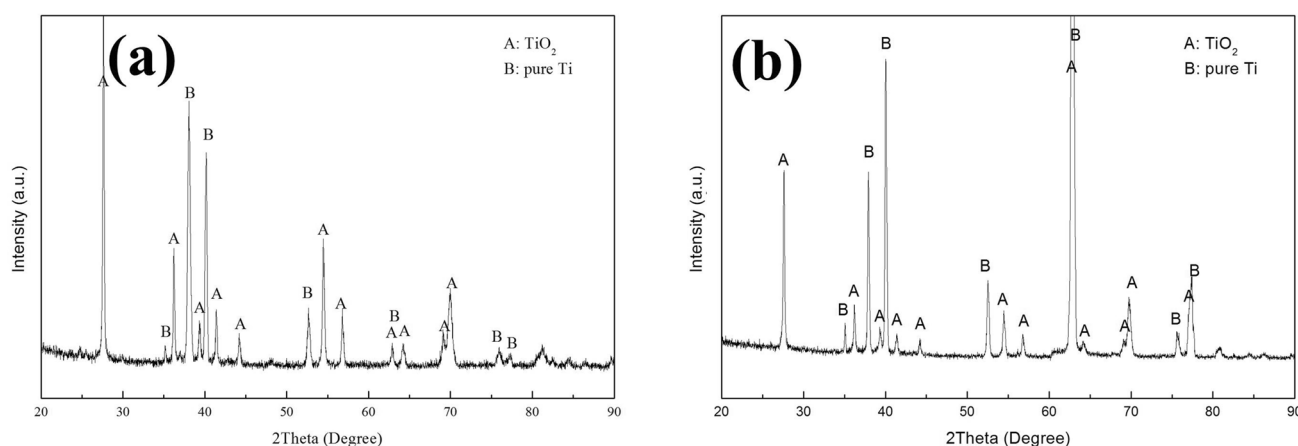 (a)
A: TiO₂
B: pure Ti
A
B
B
A
A
B
A
A
A
B
A
A
B
A
A
A
B
B
Intensity (a.u.)
20 30 40 50 60 70 80 90
2Theta (Degree)
(b)
A: TiO₂
B: pure Ti
B
A
B
A
B
B
A
A
A
A
B
A
A
A
A
A
B
A
B
Intensity (a.u.)
20 30 40 50 60 70 80 90
2Theta (Degree)